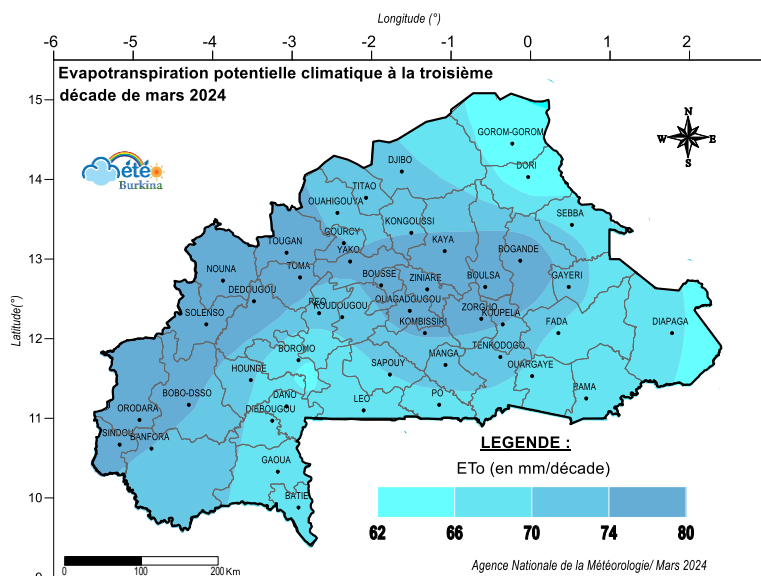 Longitude (°)
-6 -5 -4 -3 -2 -1 0 1 2
Evapotranspiration potentielle climatique à la troisième
décade de mars 2024
15
14
13
12
11
10
Latitude(°)
N
W E
S
été
Burkina
GOROM-GOROM
DORI
DJIBO
TITAO
OUAHIGOUYA
SEBBA
KONGOUSSI
GOURCY
TOUGAN
KAYA
YAKO
BOGANDE
TOMA
NOUNA
BOUSSE
ZINIARE
BOULSA
GAYERI
DEDOUGOU
REO
KOUDOUGOU
OUAGADOUGOU
ZORGHO
KOUPELA
SOLENSO
KOMBISSIRI
FADA
DIAPAGA
TENKODOGO
BOROMO
MANGA
HOUNDE
SAPOUY
OUARGAYE
BOBO-DSSO
DANO
LEO
PO
PAMA
ORODARA
DIEBOUGOU
SINDOU
BANFORA
GAOUA
BATIE
LEGENDE :
ETo (en mm/décade)
62 66 70 74 80
0 100 200 Km
Agence Nationale de la Météorologie/ Mars 2024